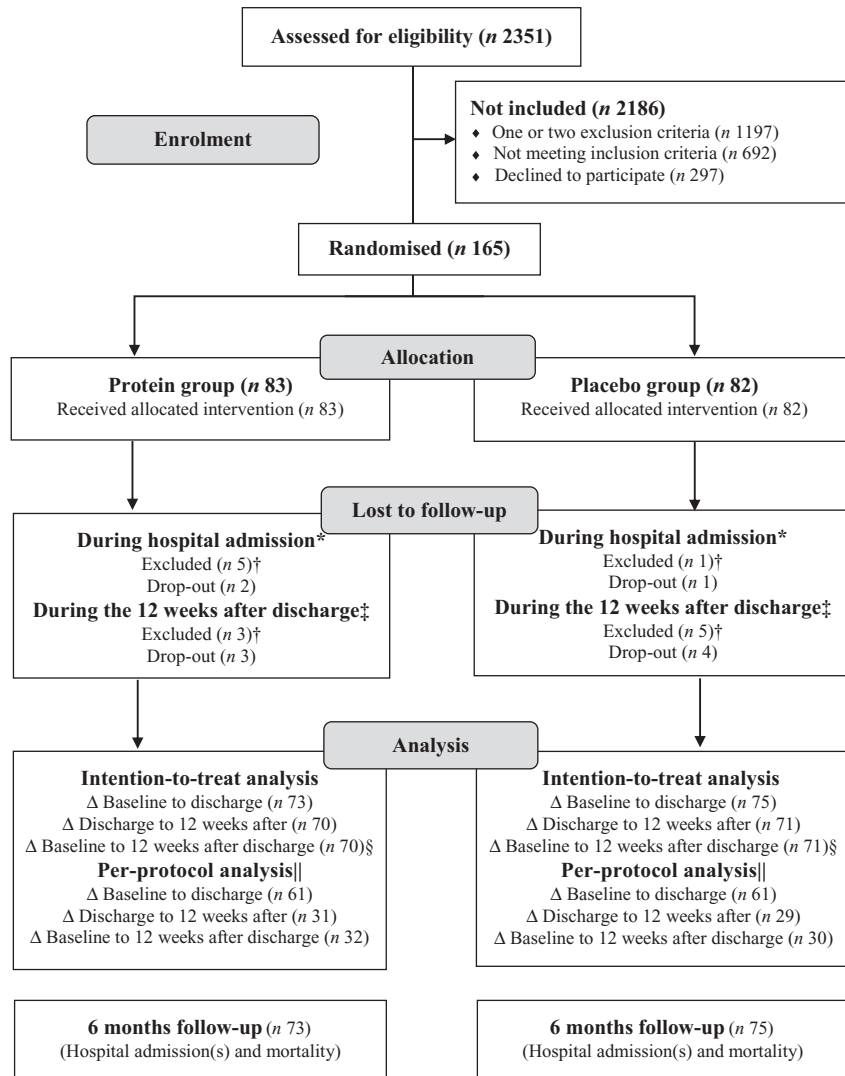 Assessed for eligibility (n 2351)
Enrolment
Not included (n 2186)
♦ One or two exclusion criteria (n 1197)
♦ Not meeting inclusion criteria (n 692)
♦ Declined to participate (n 297)
Randomised (n 165)
Allocation
Protein group (n 83)
Received allocated intervention (n 83)
Placebo group (n 82)
Received allocated intervention (n 82)
Lost to follow-up
During hospital admission*
Excluded (n 5)†
Drop-out (n 2)
During the 12 weeks after discharge‡
Excluded (n 3)†
Drop-out (n 3)
During hospital admission*
Excluded (n 1)†
Drop-out (n 1)
During the 12 weeks after discharge‡
Excluded (n 5)†
Drop-out (n 4)
Analysis
Intention-to-treat analysis
Δ Baseline to discharge (n 73)
Δ Discharge to 12 weeks after (n 70)
Δ Baseline to 12 weeks after discharge (n 70)§
Per-protocol analysis||
Δ Baseline to discharge (n 61)
Δ Discharge to 12 weeks after (n 31)
Δ Baseline to 12 weeks after discharge (n 32)
Intention-to-treat analysis
Δ Baseline to discharge (n 75)
Δ Discharge to 12 weeks after (n 71)
Δ Baseline to 12 weeks after discharge (n 71)§
Per-protocol analysis||
Δ Baseline to discharge (n 61)
Δ Discharge to 12 weeks after (n 29)
Δ Baseline to 12 weeks after discharge (n 30)
6 months follow-up (n 73)
(Hospital admission(s) and mortality)
6 months follow-up (n 75)
(Hospital admission(s) and mortality)